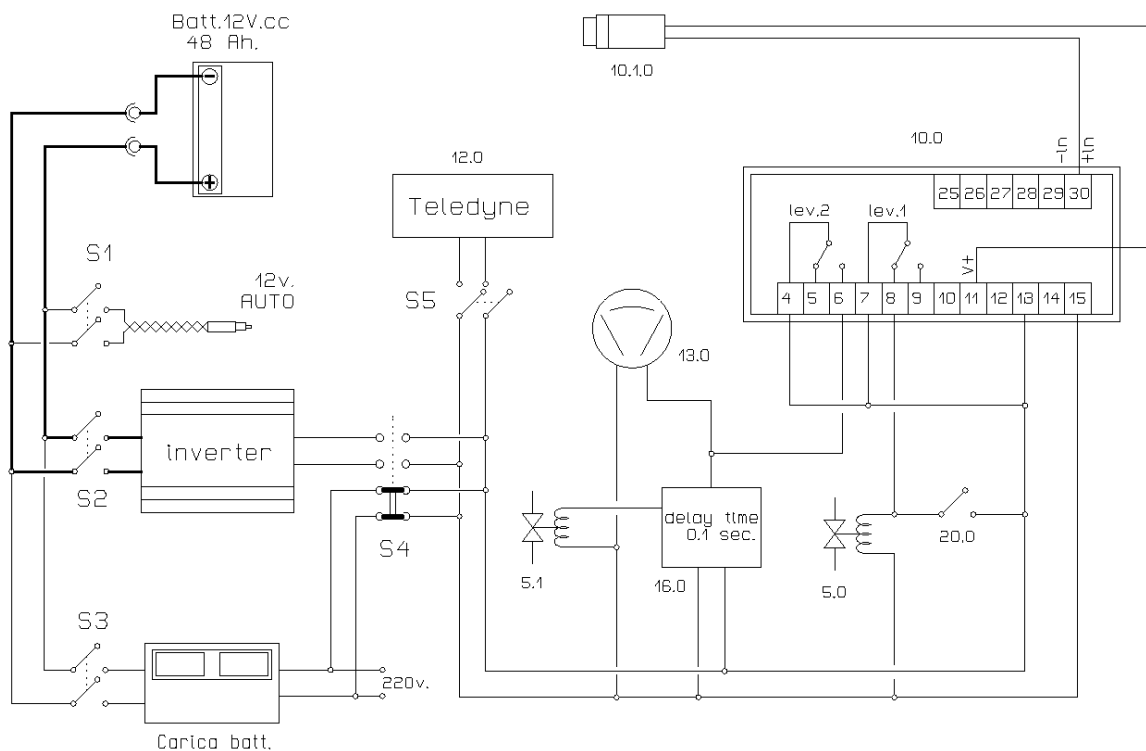 Batt.12V.cc
48 Ah.
10.1.0
12.0
10.0
-in
+in
Teledyne
25 26 27 28 29 30
lev.2
lev.1
V+
4 5 6 7 8 9 10 11 12 13 14 15
S1
12v.
AUTO
S5
13.0
inverter
S2
S4
delay time
0.1 sec.
5.1
16.0
5.0
20.0
S3
220v.
Carica batt.